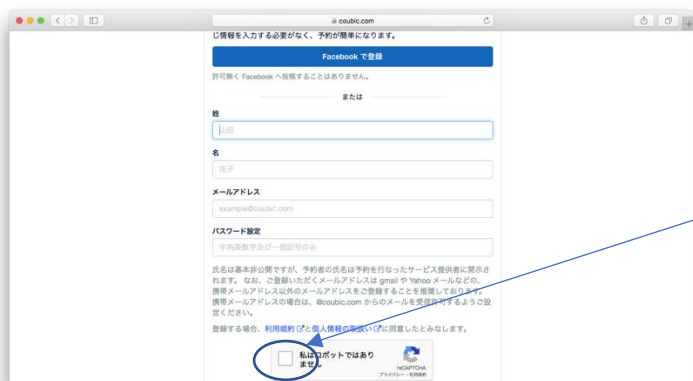 coubic.com
じ情報を入力する必要がなく、予約が簡単になります。
Facebook で登録
許可無く Facebook へ投稿することはありません。
または
姓
山田
名
花子
メールアドレス
example@coubic.com
パスワード設定
半角英数字及び一部記号のみ
氏名は基本非公開ですが、予約者の氏名は予約を行なったサービス提供者に開示さ
れます。 なお、ご登録いただくメールアドレスは gmail や Yahoo メールなどの、
携帯メールアドレス以外のメールアドレスをご登録することを推奨しております。
携帯メールアドレスの場合は、@coubic.com からのメールを受信許可するようご設
定ください。
登録する場合、利用規約 と個人情報の取扱い に同意したとみなします。
私はロボットではあり
ません
reCAPTCHA
プライバシー - 利用規約